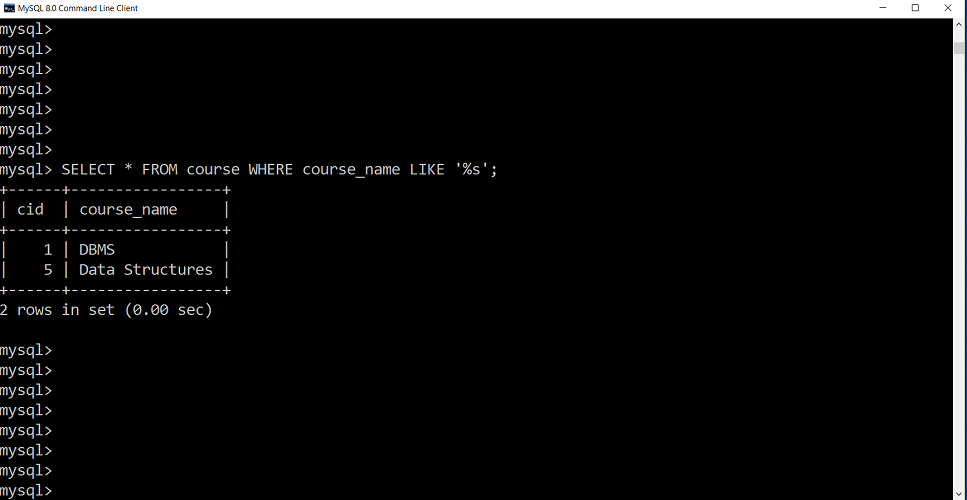 MySQL 8.0 Command Line Client
mysql>
mysql>
mysql>
mysql>
mysql>
mysql>
mysql>
mysql> SELECT * FROM course WHERE course_name LIKE '%s';
+------+-----------------+
| cid  | course_name     |
+------+-----------------+
|    1 | DBMS            |
|    5 | Data Structures |
+------+-----------------+
2 rows in set (0.00 sec)
mysql>
mysql>
mysql>
mysql>
mysql>
mysql>
mysql>
mysql>